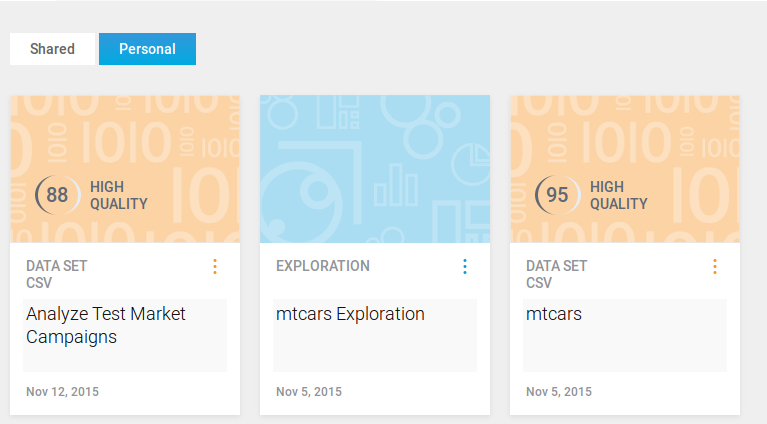 Shared
Personal
88
HIGH
QUALITY
95
HIGH
QUALITY
DATA SET
CSV
EXPLORATION
DATA SET
CSV
Analyze Test Market
Campaigns
mtcars Exploration
mtcars
Nov 12, 2015
Nov 5, 2015
Nov 5, 2015